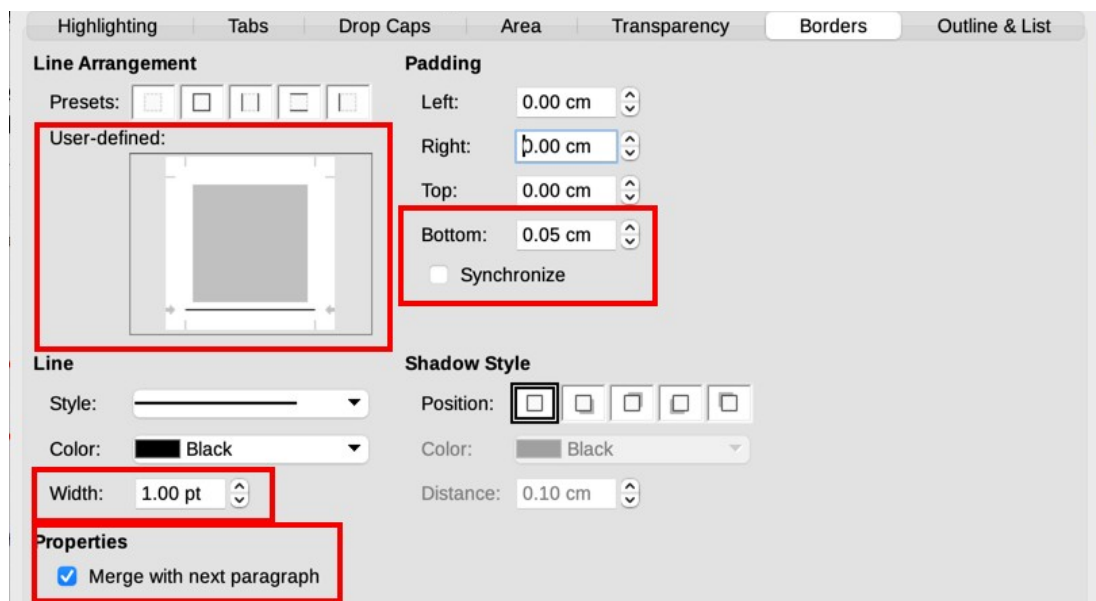 Highlighting Tabs Drop Caps Area Transparency Borders Outline & List
Line Arrangement
Presets:
User-defined:
Padding
Left: 0.00 cm
Right: 0.00 cm
Top: 0.00 cm
Bottom: 0.05 cm
Synchronize
Line
Style:
Color: Black
Width: 1.00 pt
Shadow Style
Position:
Color: Black
Distance: 0.10 cm
Properties
Merge with next paragraph